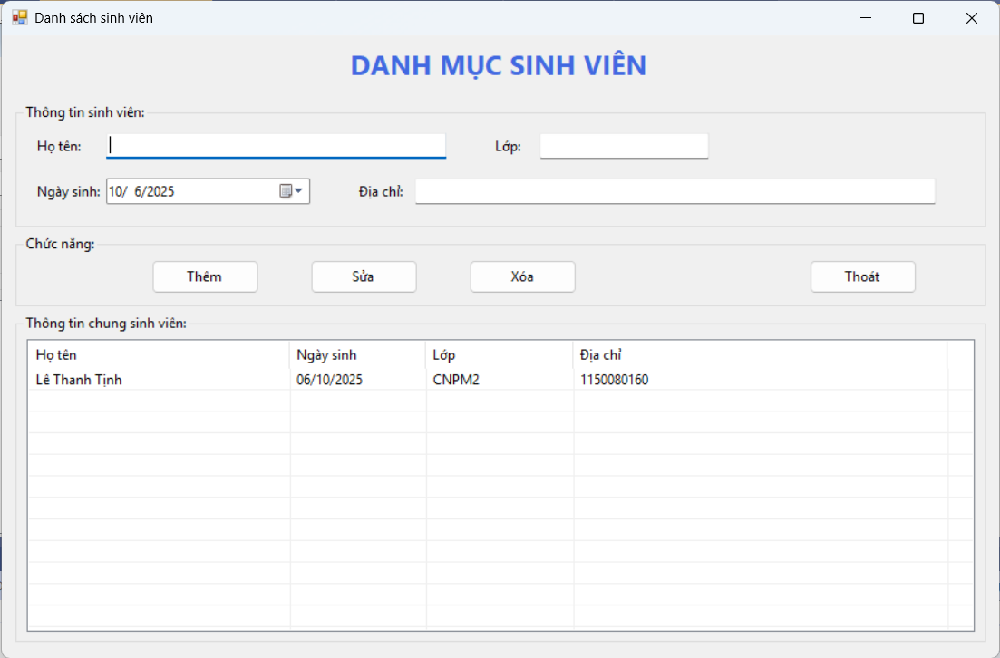 Danh sách sinh viên
DANH MỤC SINH VIÊN
Thông tin sinh viên:
Họ tên: Lớp:
Ngày sinh: 10/ 6/2025 Địa chỉ:
Chức năng:
Thêm Sửa Xóa Thoát
Thông tin chung sinh viên:
Họ tên Ngày sinh Lớp Địa chỉ
Lê Thanh Tịnh 06/10/2025 CNPM2 1150080160